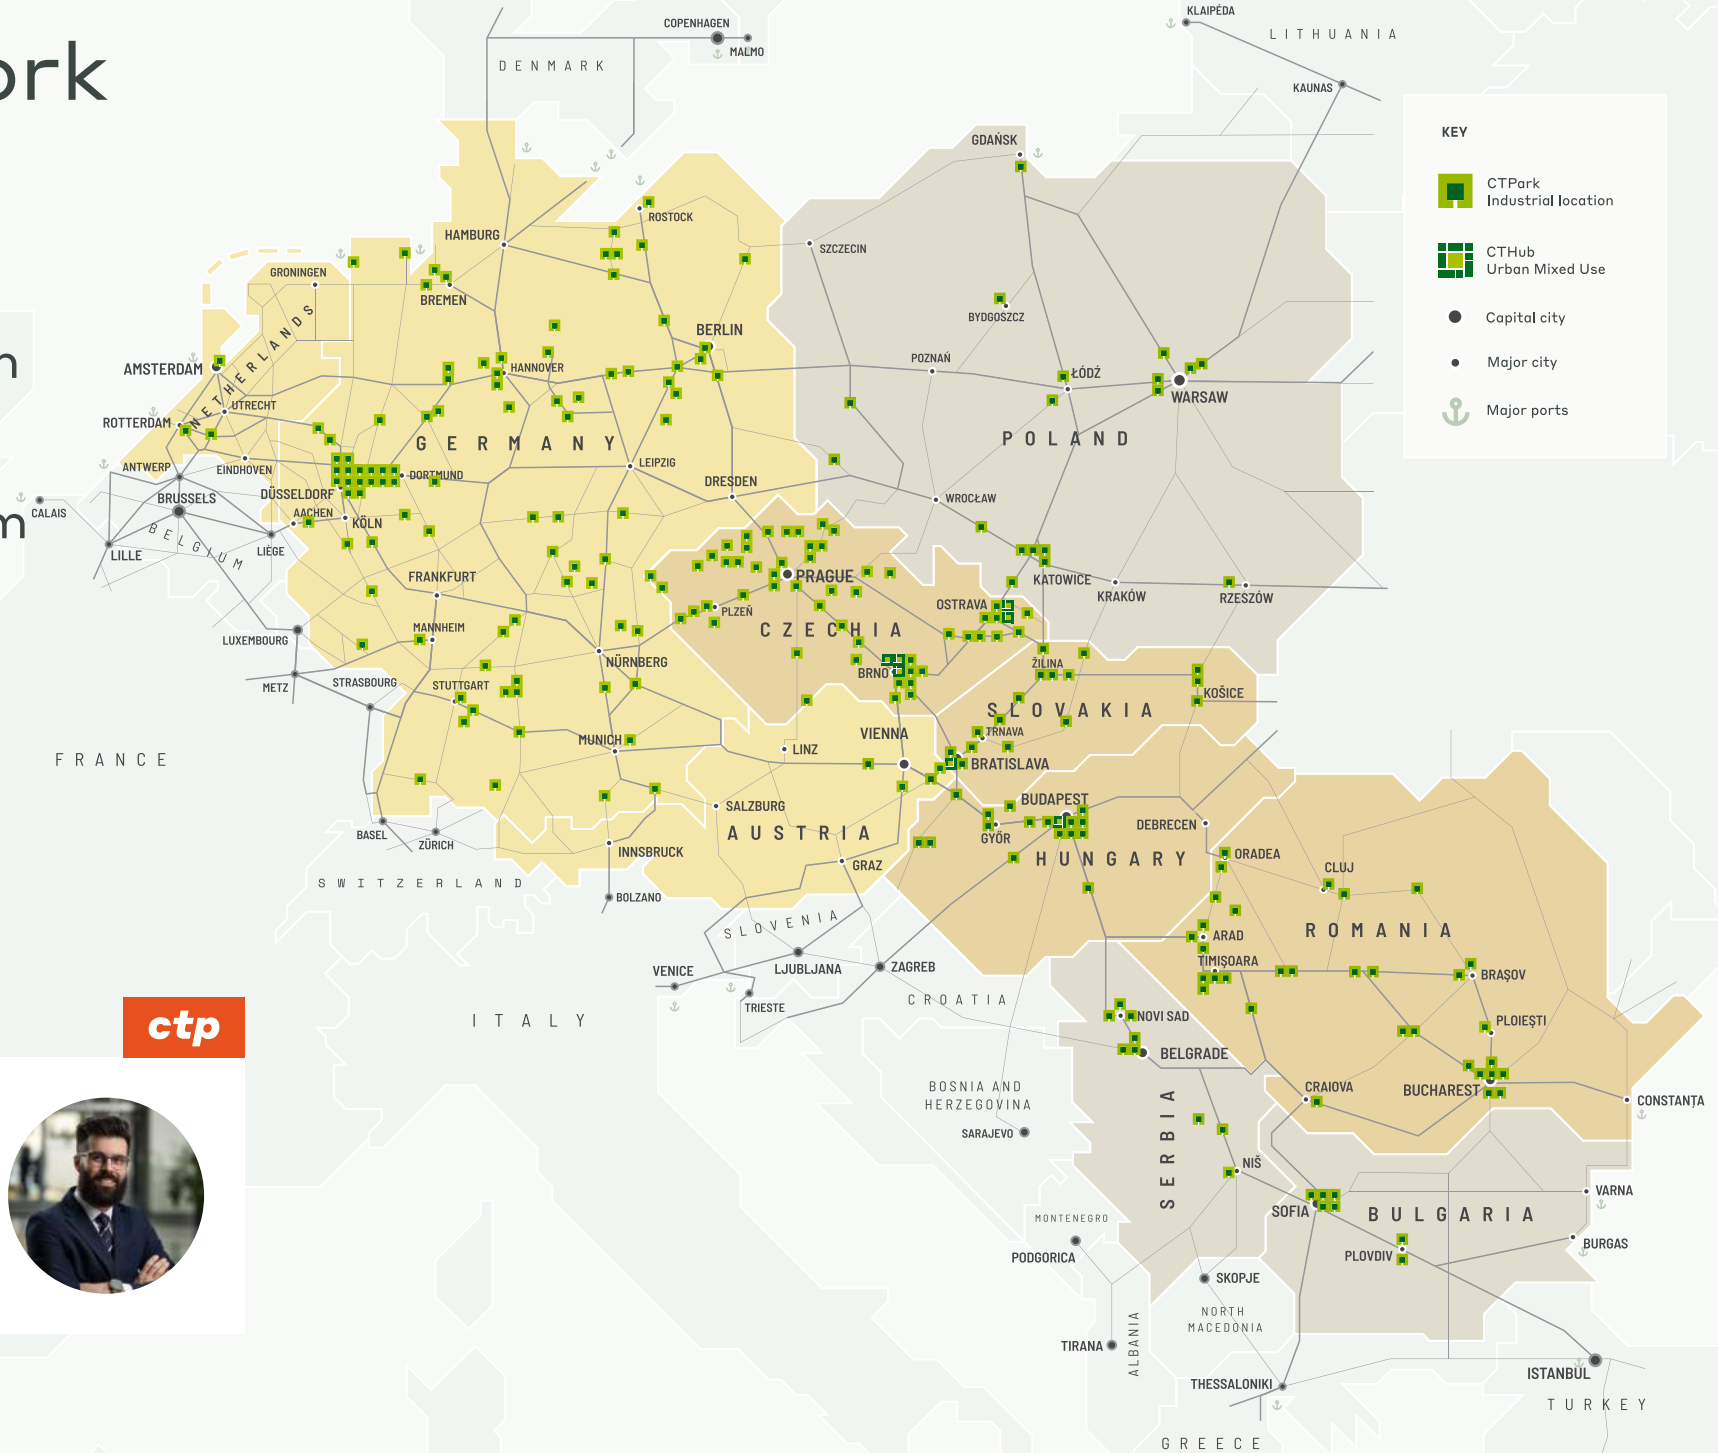 ork
n
m
KEY
CTPark
Industrial location
CTHub
Urban Mixed Use
Capital city
Major city
Major ports
COPENHAGEN
MALMO
DENMARK
KLAIPĖDA
LITHUANIA
KAUNAS
GDAŃSK
ROSTOCK
HAMBURG
SZCZECIN
GRONINGEN
BREMEN
BYDGOSZCZ
BERLIN
NETHERLANDS
AMSTERDAM
HANNOVER
POZNAŃ
ŁÓDŹ
WARSAW
UTRECHT
ROTTERDAM
GERMANY
POLAND
ANTWERP
EINDHOVEN
DORTMUND
LEIPZIG
DRESDEN
DÜSSELDORF
BRUSSELS
WROCŁAW
CALAIS
AACHEN
KÖLN
BELGIUM
LILLE
LIÈGE
FRANKFURT
PRAGUE
KATOWICE
KRAKÓW
RZESZÓW
OSTRAVA
PLZEŇ
MANNHEIM
CZECHIA
LUXEMBOURG
NÜRNBERG
ŽILINA
BRNO
METZ
STRASBOURG
STUTTGART
KOŠICE
SLOVAKIA
VIENNA
TRNAVA
MUNICH
LINZ
FRANCE
BRATISLAVA
SALZBURG
BUDAPEST
DEBRECEN
BASEL
ZÜRICH
AUSTRIA
GYŐR
INNSBRUCK
HUNGARY
ORADEA
GRAZ
CLUJ
SWITZERLAND
BOLZANO
SLOVENIA
ROMANIA
ARAD
TIMIȘOARA
VENICE
LJUBLJANA
ZAGREB
BRAȘOV
TRIESTE
CROATIA
NOVI SAD
PLOIEȘTI
ITALY
ctp
BELGRADE
BOSNIA AND
HERZEGOVINA
CRAIOVA
BUCHAREST
CONSTANȚA
SARAJEVO
SERBIA
NIŠ
VARNA
SOFIA
BULGARIA
MONTENEGRO
PODGORICA
PLOVDIV
BURGAS
SKOPJE
NORTH
MACEDONIA
TIRANA
ALBANIA
ISTANBUL
THESSALONIKI
TURKEY
GREECE